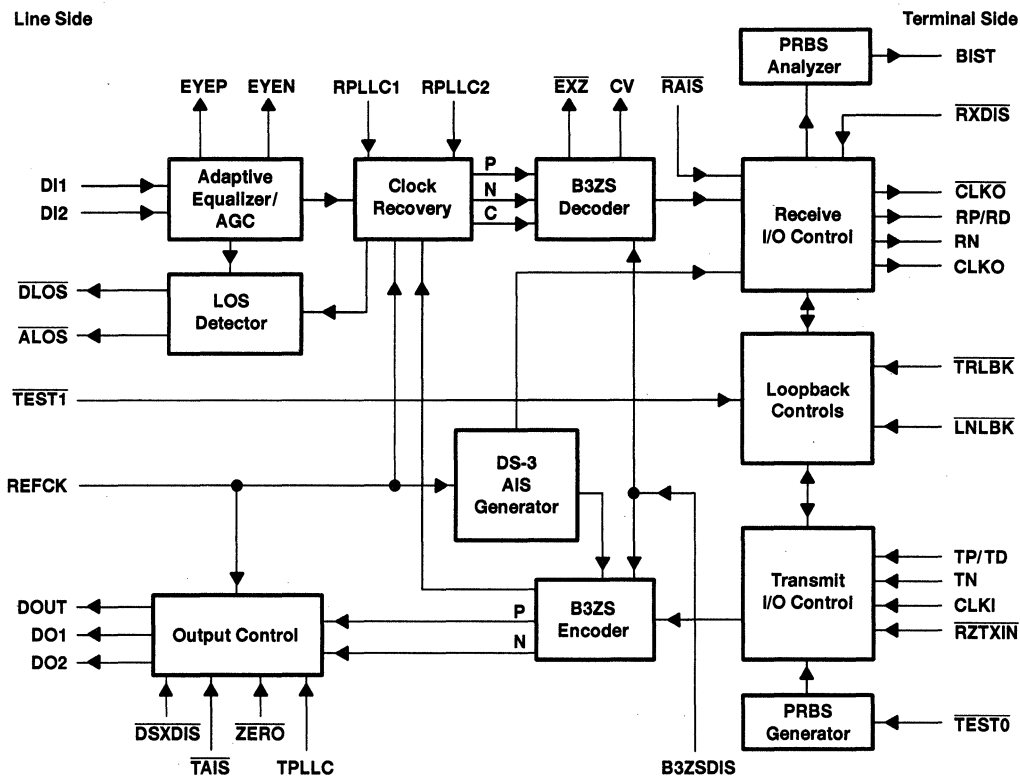 Line Side
Terminal Side
PRBS
Analyzer
BIST
EYEP
EYEN
RPLLC1
RPLLC2
EXZ
CV
RAIS
RXDIS
DI1
DI2
Adaptive
Equalizer/
AGC
Clock
Recovery
P
N
C
B3ZS
Decoder
Receive
I/O Control
CLKO
RP/RD
RN
CLKO
DLOS
ALOS
LOS
Detector
TEST1
Loopback
Controls
TRLBK
LNLBK
REFCK
DS-3
AIS
Generator
DOUT
DO1
DO2
Output Control
P
N
B3ZS
Encoder
Transmit
I/O Control
TP/TD
TN
CLKI
RZTXIN
PRBS
Generator
TEST0
DSXDIS
ZERO
TAIS
TPLLC
B3ZSDIS